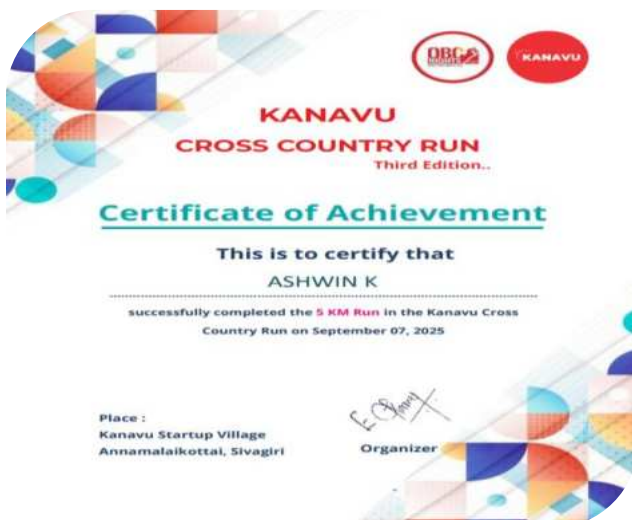 OBC
RIGHTS
KANAVU
KANAVU
CROSS COUNTRY RUN
Third Edition..
Certificate of Achievement
This is to certify that
ASHWIN K
successfully completed the 5 KM Run in the Kanavu Cross
Country Run on September 07, 2025
Place :
Kanavu Startup Village
Annamalaikottai, Sivagiri
Organizer